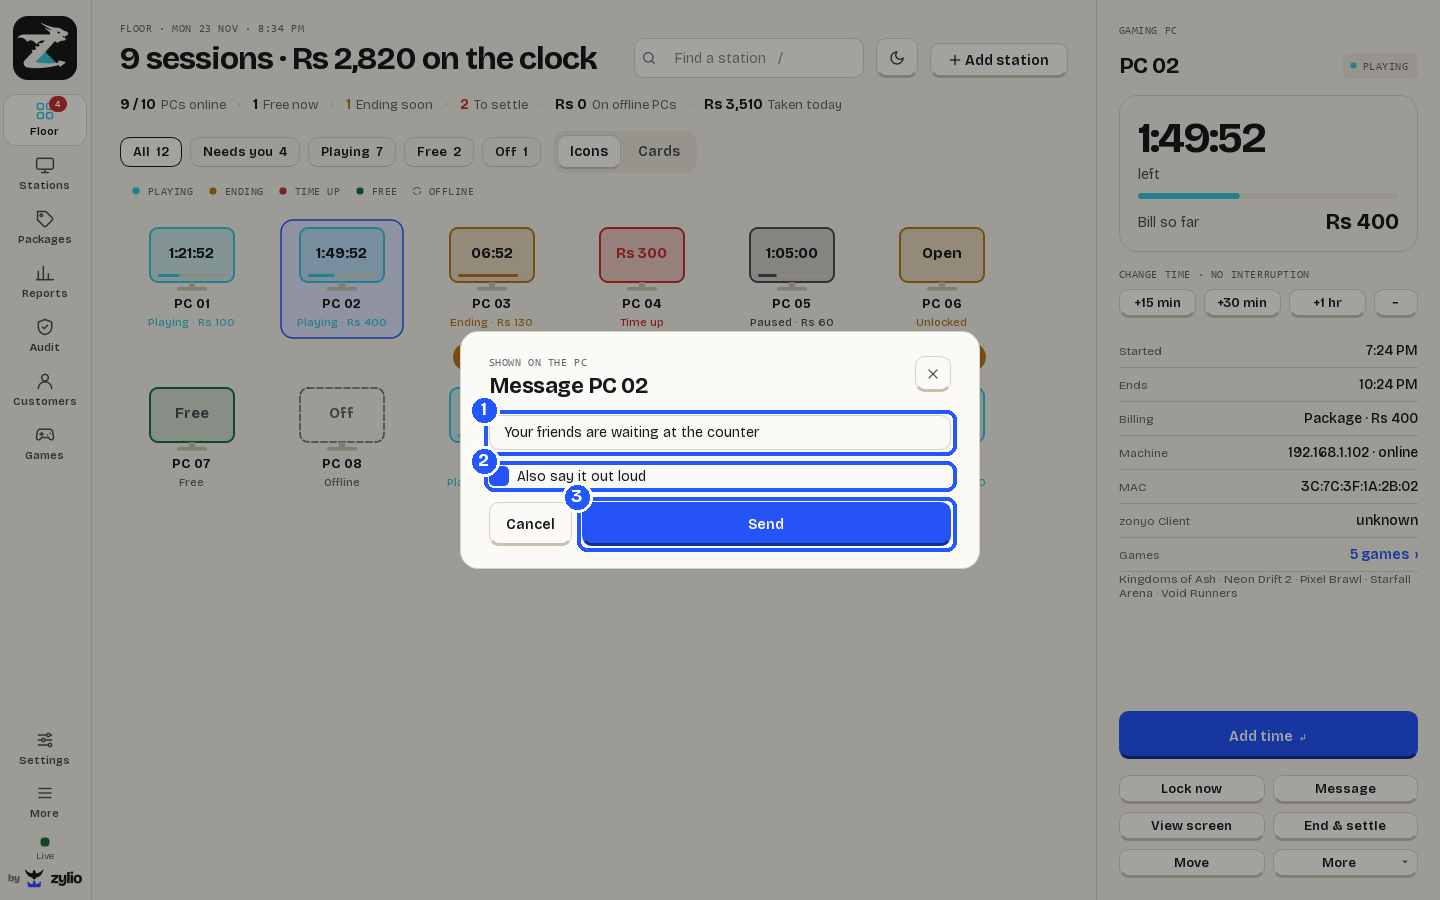 FLOOR · MON 23 NOV · 8:34 PM
9 sessions · Rs 2,820 on the clock
Find a station /
+ Add station
9 / 10 PCs online · 1 Free now · 1 Ending soon · 2 To settle · Rs 0 On offline PCs · Rs 3,510 Taken today
All 12
Needs you 4
Playing 7
Free 2
Off 1
Icons
Cards
PLAYING
ENDING
TIME UP
FREE
OFFLINE
4
Floor
Stations
Packages
Reports
Audit
Customers
Games
Settings
More
Live
by zylio
1:21:52
PC 01
Playing · Rs 100
1:49:52
PC 02
Playing · Rs 400
06:52
PC 03
Ending · Rs 130
Rs 300
PC 04
Time up
1:05:00
PC 05
Paused · Rs 60
Open
PC 06
Unlocked
Free
PC 07
Free
Off
PC 08
Offline
SHOWN ON THE PC
Message PC 02
1
Your friends are waiting at the counter
2
Also say it out loud
3
Cancel
Send
GAMING PC
PC 02
PLAYING
1:49:52
left
Bill so far
Rs 400
CHANGE TIME · NO INTERRUPTION
+15 min
+30 min
+1 hr
–
Started 7:24 PM
Ends 10:24 PM
Billing Package · Rs 400
Machine 192.168.1.102 · online
MAC 3C:7C:3F:1A:2B:02
zonyo Client unknown
Games 5 games ›
Kingdoms of Ash · Neon Drift 2 · Pixel Brawl · Starfall
Arena · Void Runners
Add time
Lock now
Message
View screen
End & settle
Move
More